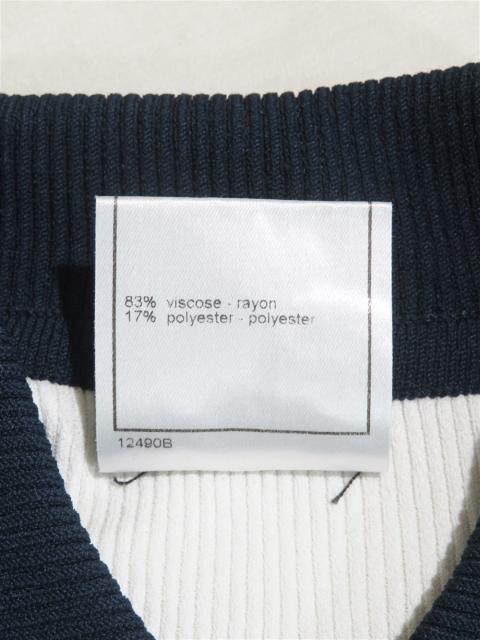 83% viscose - rayon
17% polyester - polyester
12490B